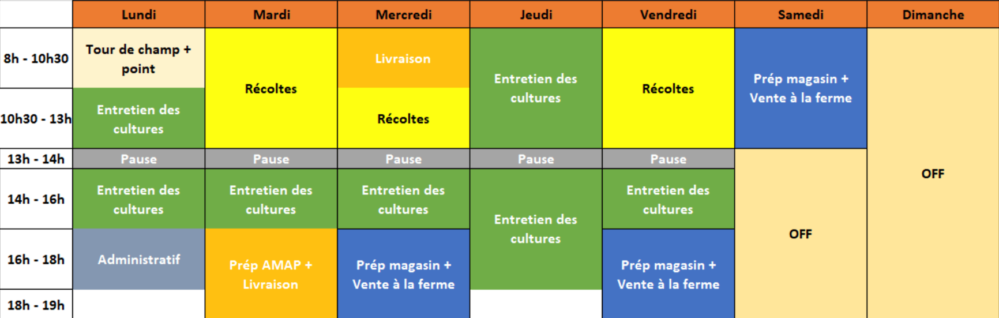 Lundi Mardi Mercredi Jeudi Vendredi Samedi Dimanche
8h - 10h30
Tour de champ +
point
Récoltes
Livraison
Entretien des
cultures
Récoltes
Prép magasin +
Vente à la ferme
OFF
10h30 - 13h
Entretien des
cultures
Récoltes
13h - 14h
Pause
Pause
Pause
Pause
Pause
OFF
14h - 16h
Entretien des
cultures
Entretien des
cultures
Entretien des
cultures
Entretien des
cultures
Entretien des
cultures
16h - 18h
Administratif
Prép AMAP +
Livraison
Prép magasin +
Vente à la ferme
Prép magasin +
Vente à la ferme
18h - 19h